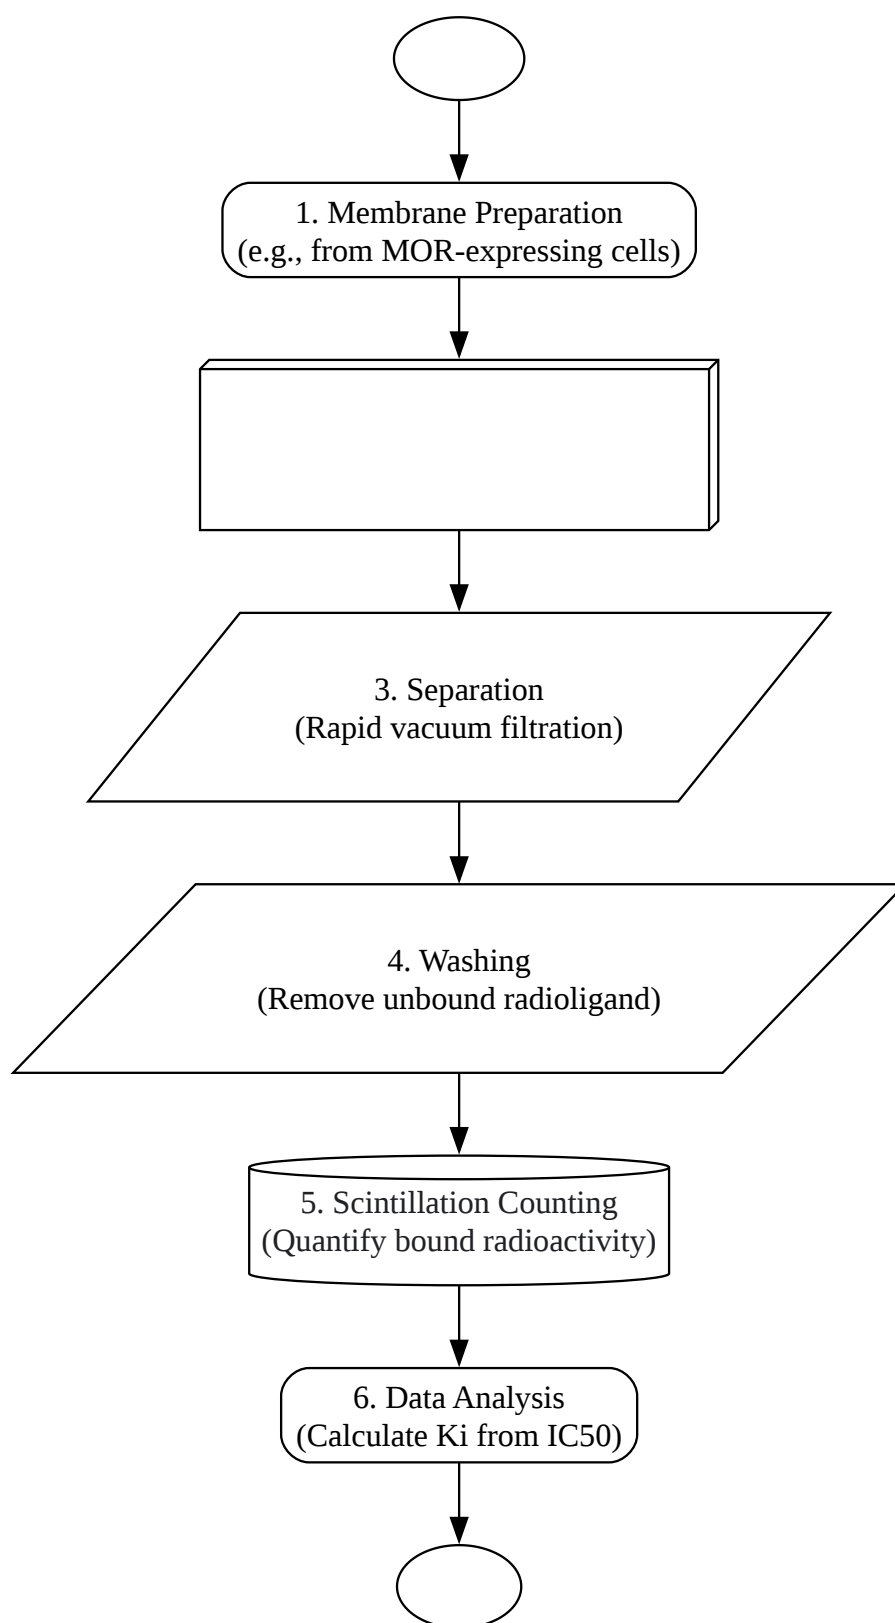 1. Membrane Preparation
(e.g., from MOR-expressing cells)
3. Separation
(Rapid vacuum filtration)
4. Washing
(Remove unbound radioligand)
5. Scintillation Counting
(Quantify bound radioactivity)
6. Data Analysis
(Calculate Ki from IC50)